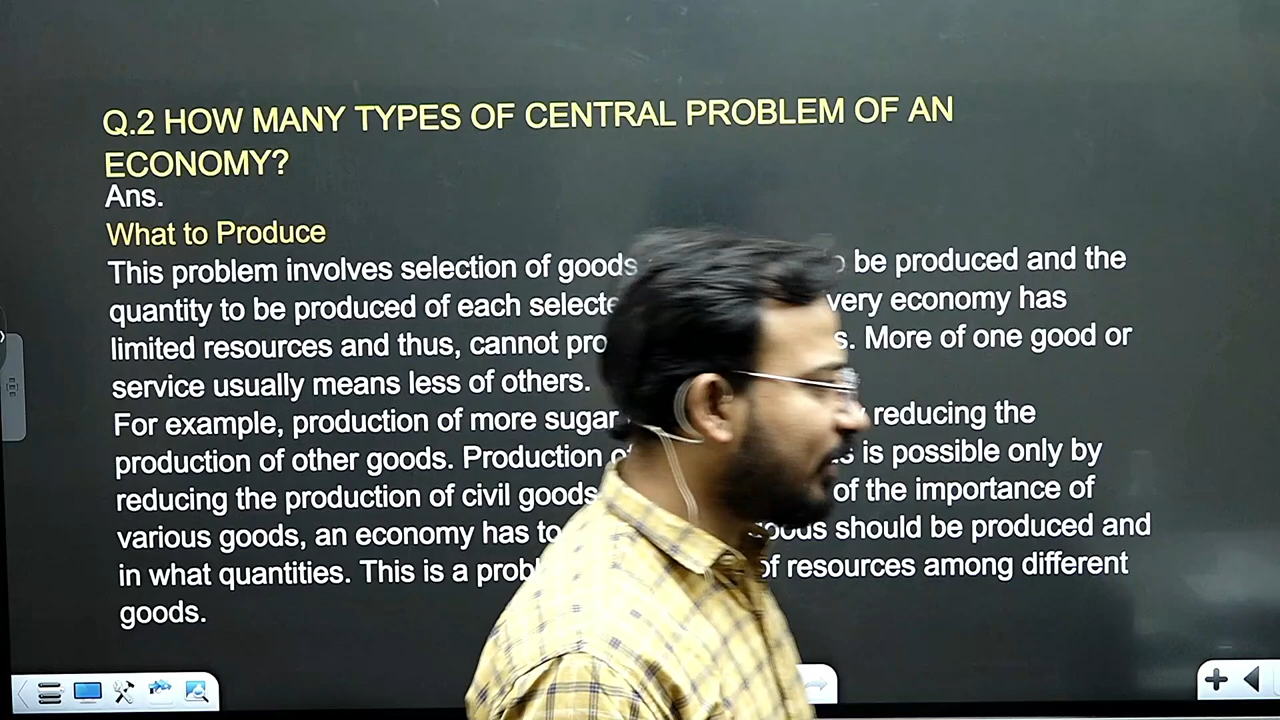 Q.2 HOW MANY TYPES OF CENTRAL PROBLEM OF AN
ECONOMY?
Ans.
What to Produce
This problem involves selection of goods be produced and the
quantity to be produced of each economy has
limited resources and thus, cannot More of one good or
service usually means less of others.
For example, production of more sugar reducing the
production of other goods. Production is possible only by
reducing the production of civil goods of the importance of
various goods, an economy has to should be produced and
in what quantities. This is a of resources among different
goods.